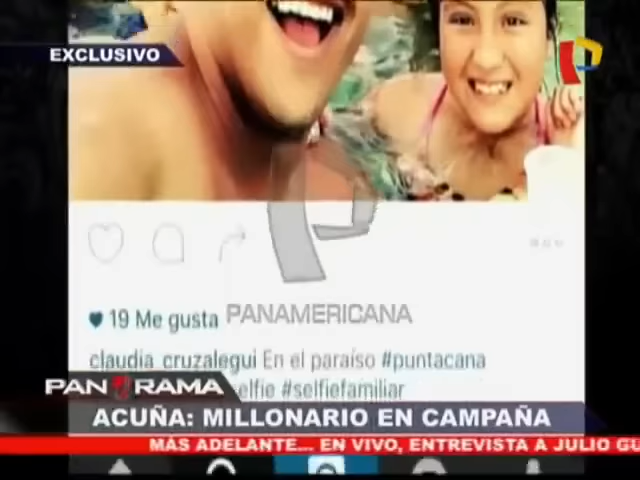 EXCLUSIVO
19 Me gusta
PANAMERICANA
claudia_cruzalegui En el paraíso #puntacana
elfie #selfiefamiliar
PANORAMA
ACUÑA: MILLONARIO EN CAMPAÑA
MÁS ADELANTE... EN VIVO, ENTREVISTA A JULIO GU